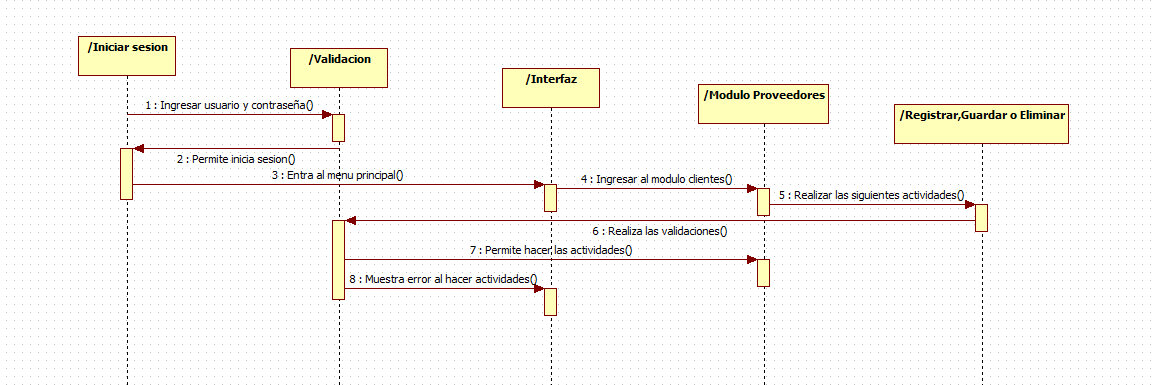 /Iniciar sesion
/Validacion
/Interfaz
/Modulo Proveedores
/Registrar,Guardar o Eliminar
1 : Ingresar usuario y contraseña()
2 : Permite inicia sesion()
3 : Entra al menu principal()
4 : Ingresar al modulo clientes()
5 : Realizar las siguientes actividades()
6 : Realiza las validaciones()
7 : Permite hacer las actividades()
8 : Muestra error al hacer actividades()